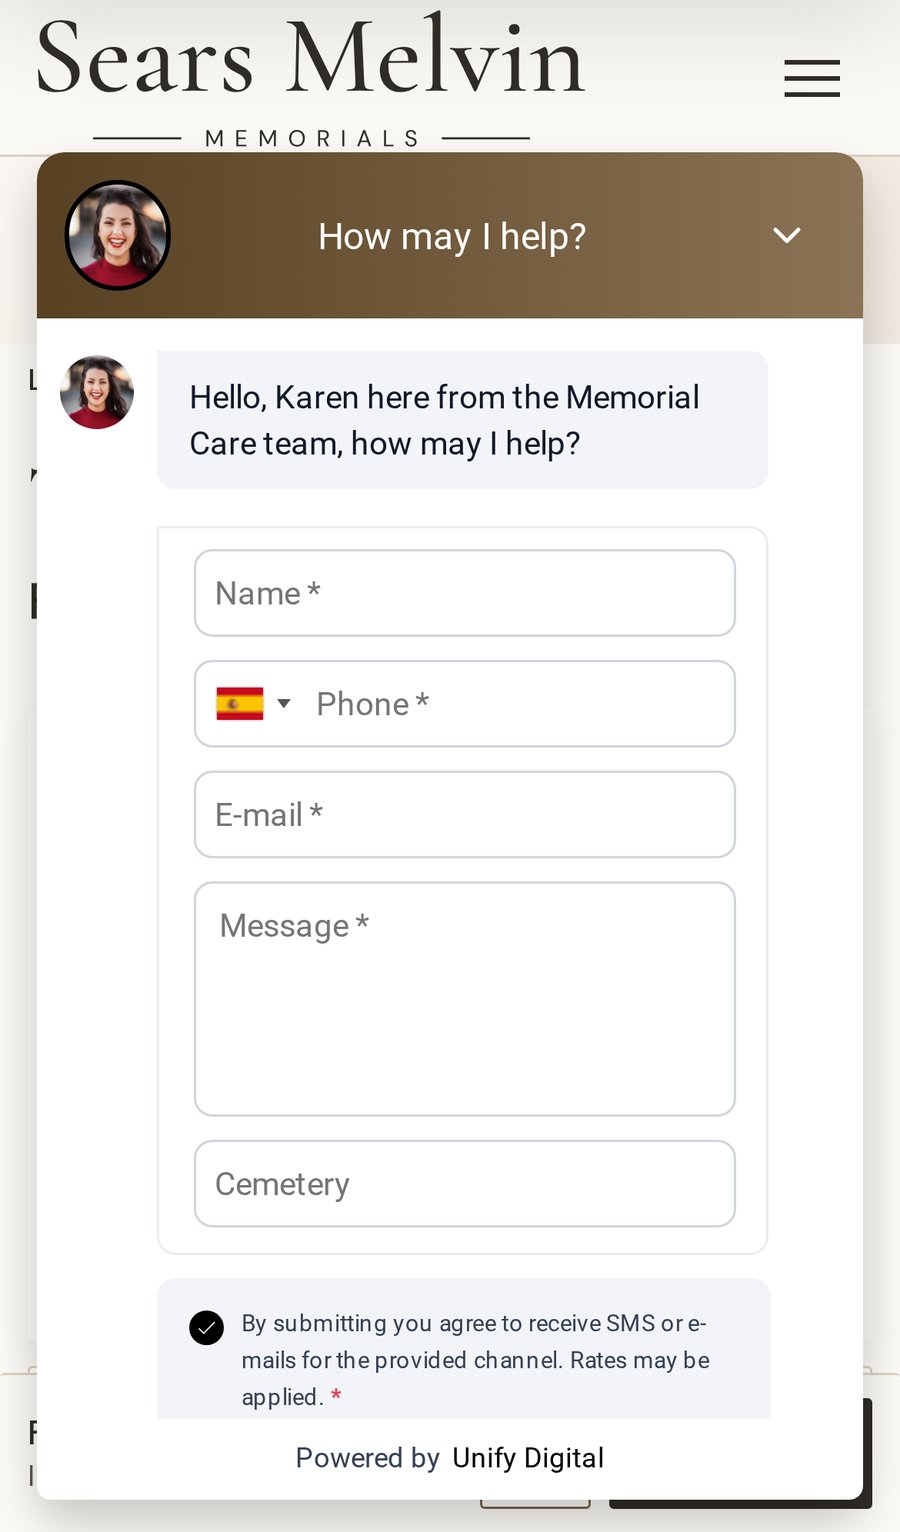 Sears Melvin
MEMORIALS
How may I help?
Hello, Karen here from the Memorial
Care team, how may I help?
Name *
Phone *
E-mail *
Message *
Cemetery
By submitting you agree to receive SMS or e-
mails for the provided channel. Rates may be
applied. *
Powered by Unify Digital